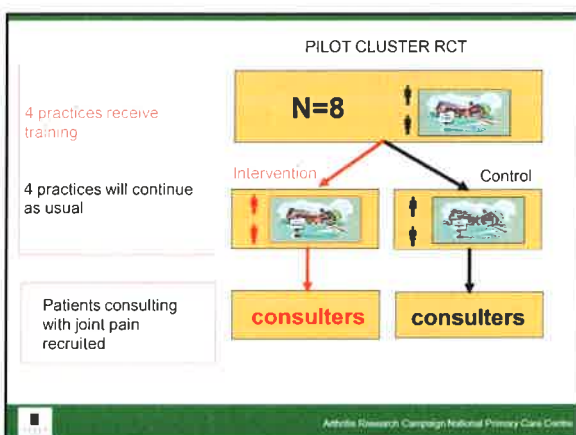 PILOT CLUSTER RCT
N=8
4 practices receive
training
Intervention
Control
4 practices will continue
as usual
Patients consulting
with joint pain
recruited
consulters
consulters
Arthritis Research Campaign National Primary Care Centre